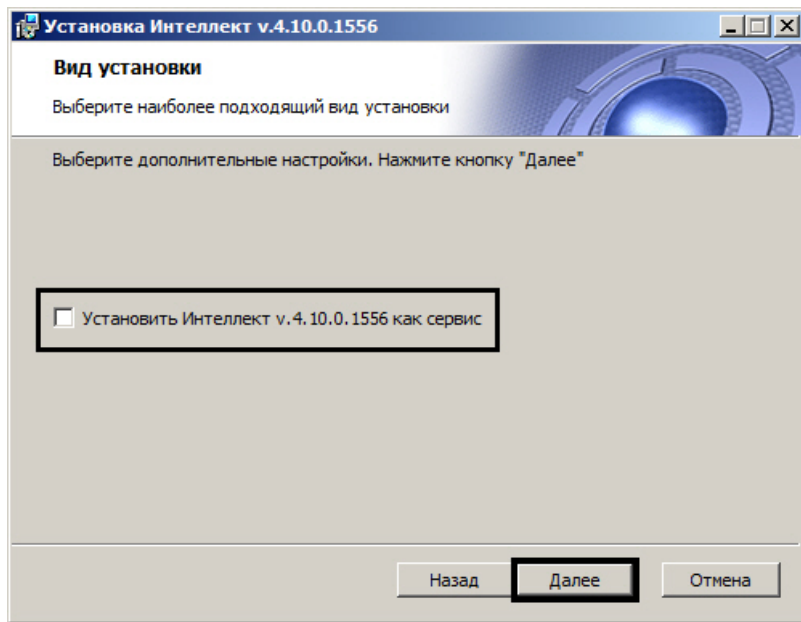 Установка Интеллект v.4.10.0.1556
Вид установки
Выберите наиболее подходящий вид установки
Выберите дополнительные настройки. Нажмите кнопку "Далее"
Установить Интеллект v.4.10.0.1556 как сервис
Назад Далее Отмена